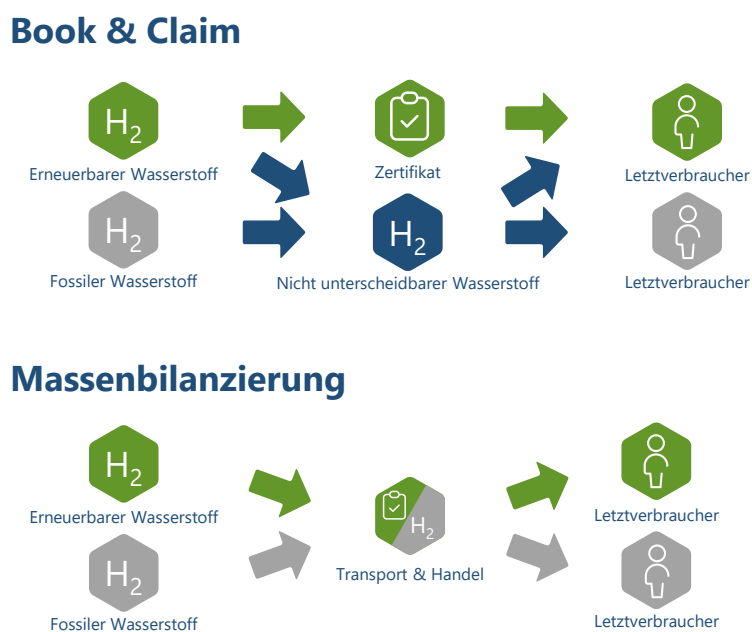 Book & Claim
H₂
Erneuerbarer Wasserstoff
Zertifikat
Letztverbraucher
H₂
Fossiler Wasserstoff
H₂
Nicht unterscheidbarer Wasserstoff
Letztverbraucher
Massenbilanzierung
H₂
Erneuerbarer Wasserstoff
H₂
Transport & Handel
Letztverbraucher
H₂
Fossiler Wasserstoff
Letztverbraucher